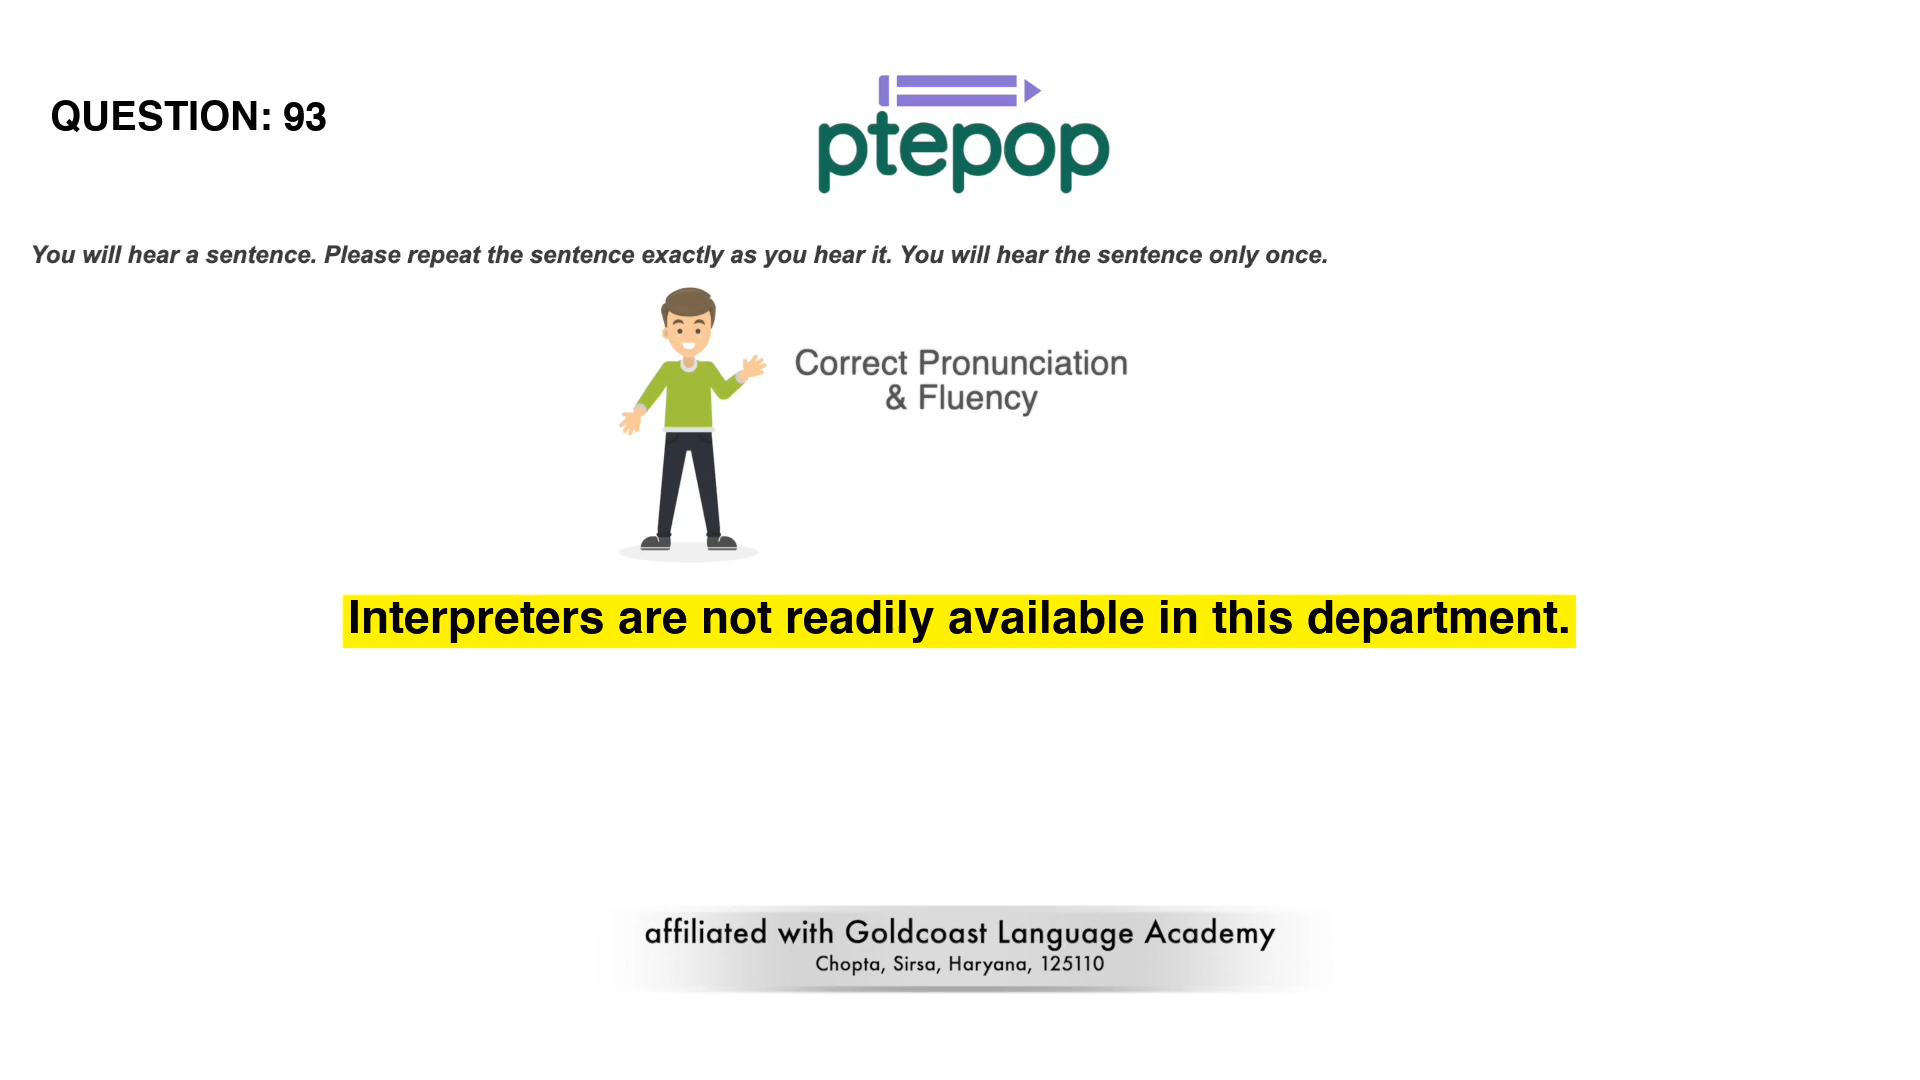 QUESTION: 93
ptepop
You will hear a sentence. Please repeat the sentence exactly as you hear it. You will hear the sentence only once.
Correct Pronunciation
& Fluency
Interpreters are not readily available in this department.
affiliated with Goldcoast Language Academy
Chopta, Sirsa, Haryana, 125110